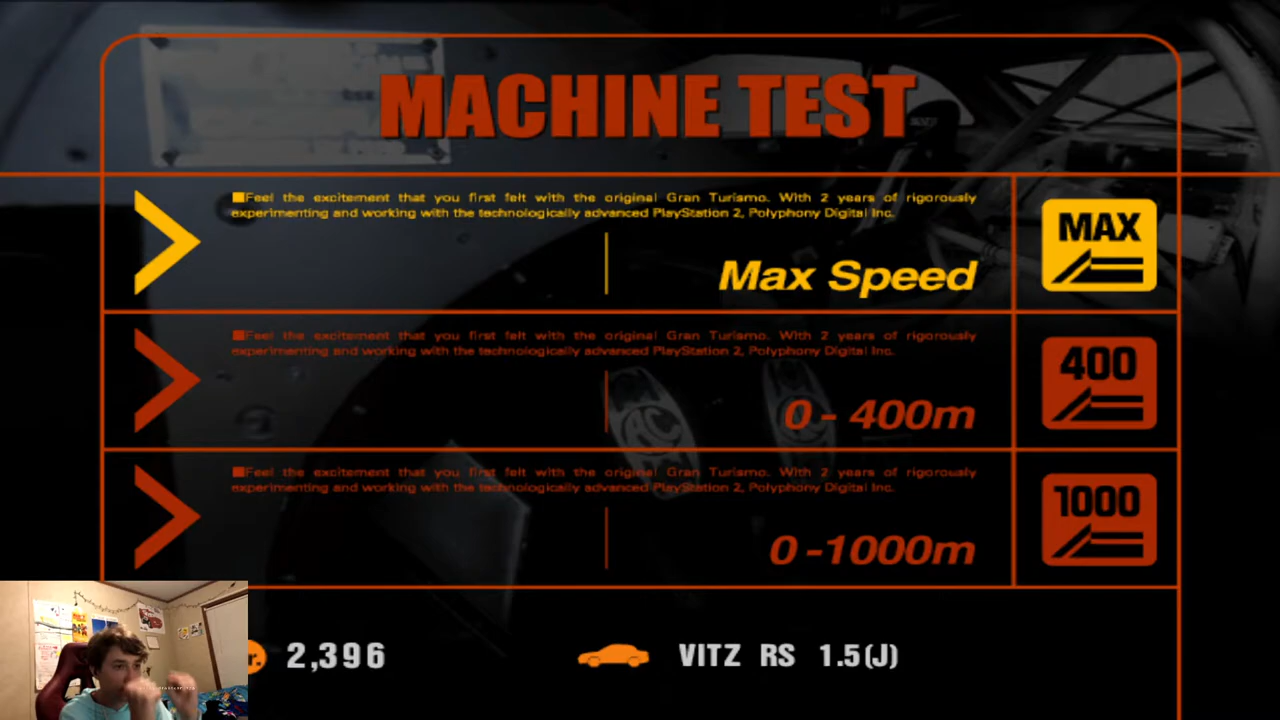 MACHINE TEST
■Feel the excitement that you first felt with the original Gran Turismo. With 2 years of rigorously
experimenting and working with the technologically advanced PlayStation 2, Polyphony Digital Inc.
MAX
Max Speed
■Feel the excitement that you first felt with the original Gran Turismo. With 2 years of rigorously
experimenting and working with the technologically advanced PlayStation 2, Polyphony Digital Inc.
400
0 - 400m
■Feel the excitement that you first felt with the original Gran Turismo. With 2 years of rigorously
experimenting and working with the technologically advanced PlayStation 2, Polyphony Digital Inc.
1000
0 -1000m
r. 2,396 VITZ RS 1.5(J)